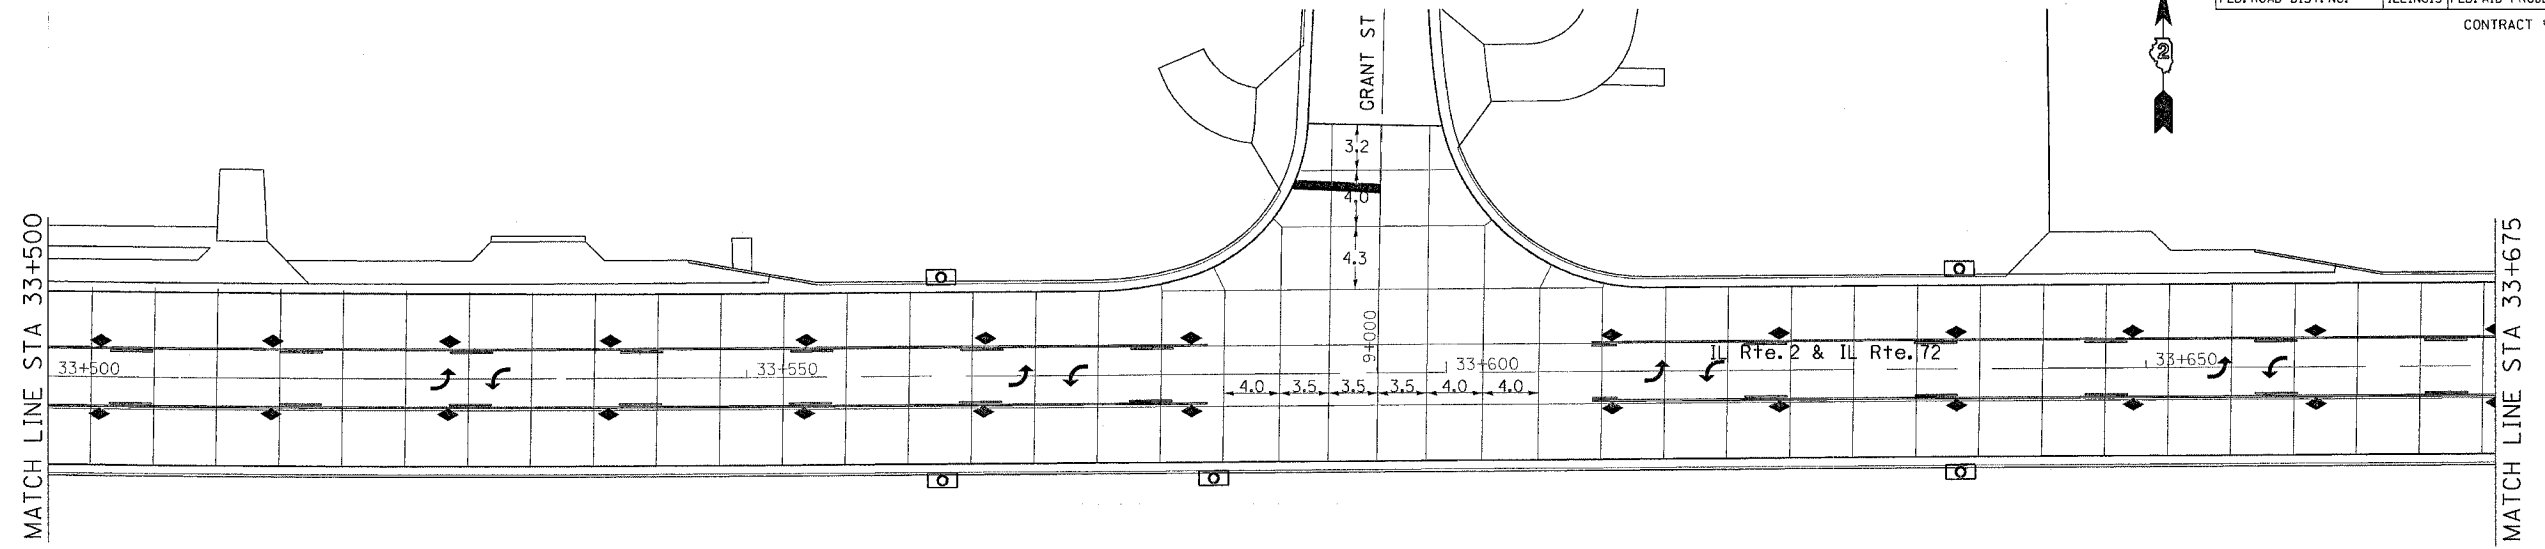 CONTRACT
2
GRANT ST
3.2
4.0
4.3
MATCH LINE STA 33+500
MATCH LINE STA 33+675
9+000
33+500
33+550
33+600
IL Rte. 2 & IL Rte. 72
33+650
4.0 3.5 3.5 3.5 4.0 4.0